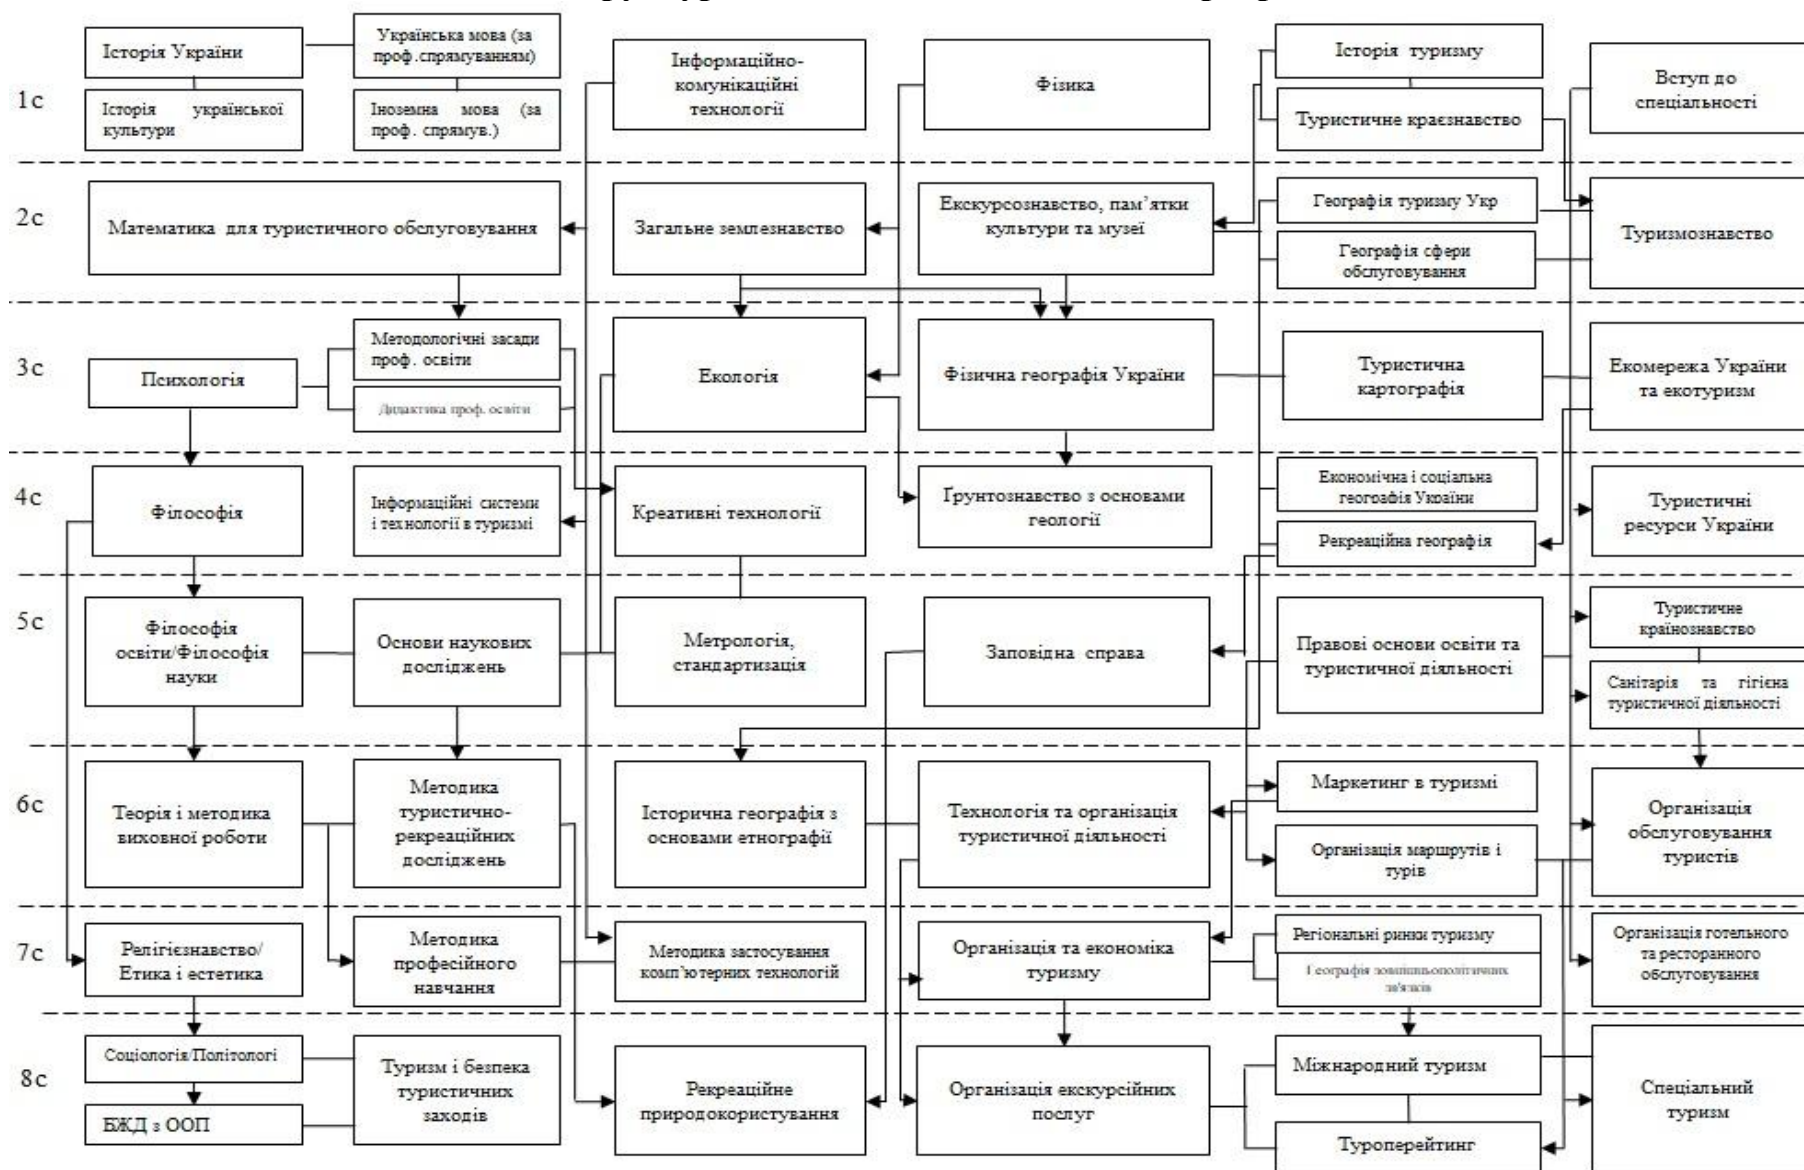 1с
Історія України
Українська мова (за
проф.спрямуванням)
Історія української
культури
Іноземна мова (за
проф. спрямув.)
Інформаційно-
комунікаційні
технології
Фізика
Історія туризму
Туристичне краєзнавство
Вступ до
спеціальності
2с
Математика для туристичного обслуговування
Загальне землезнавство
Екскурсознавство, пам’ятки
культури та музеї
Географія туризму Укр
Географія сфери
обслуговування
Туризмознавство
3с
Психологія
Методологічні засади
проф. освіти
Дидактика проф. освіти
Екологія
Фізична географія України
Туристична
картографія
Екомережа України
та екотуризм
4с
Філософія
Інформаційні системи
і технології в туризмі
Креативні технології
Ґрунтознавство з основами
геології
Економічна і соціальна
географія України
Рекреаційна географія
Туристичні
ресурси України
5с
Філософія
освіти/Філософія
науки
Основи наукових
досліджень
Метрологія,
стандартизація
Заповідна справа
Правові основи освіти та
туристичної діяльності
Туристичне
країнознавство
Санітарія та гігієна
туристичної діяльності
6с
Теорія і методика
виховної роботи
Методика
туристично-
рекреаційних
досліджень
Історична географія з
основами етнографії
Технологія та організація
туристичної діяльності
Маркетинг в туризмі
Організація маршрутів і
турів
Організація
обслуговування
туристів
7с
Релігієзнавство/
Етика і естетика
Методика
професійного
навчання
Методика застосування
комп’ютерних технологій
Організація та економіка
туризму
Регіональні ринки туризму
Географія зовнішньополітичних
зв'язків
Організація готельного
та ресторанного
обслуговування
8с
Соціологія/Політологі
БЖД з ООП
Туризм і безпека
туристичних
заходів
Рекреаційне
природокористування
Організація екскурсійних
послуг
Міжнародний туризм
Туроперейтинг
Спеціальний
туризм